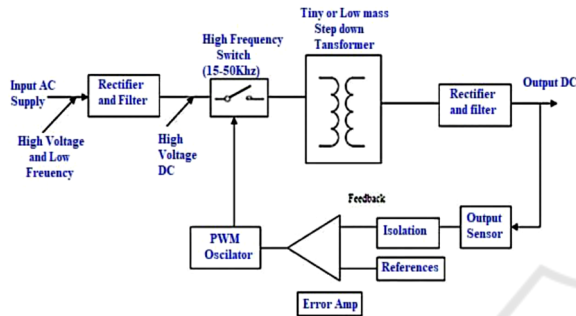 Tiny or Low mass
Step down
Tansformer
High Frequency
Switch
(15-50Khz)
Input AC
Supply
Rectifier
and Filter
Rectifier
and filter
Output DC
High Voltage
and Low
Freuency
High
Voltage
DC
Feedback
PWM
Oscilator
Isolation
Output
Sensor
References
Error Amp